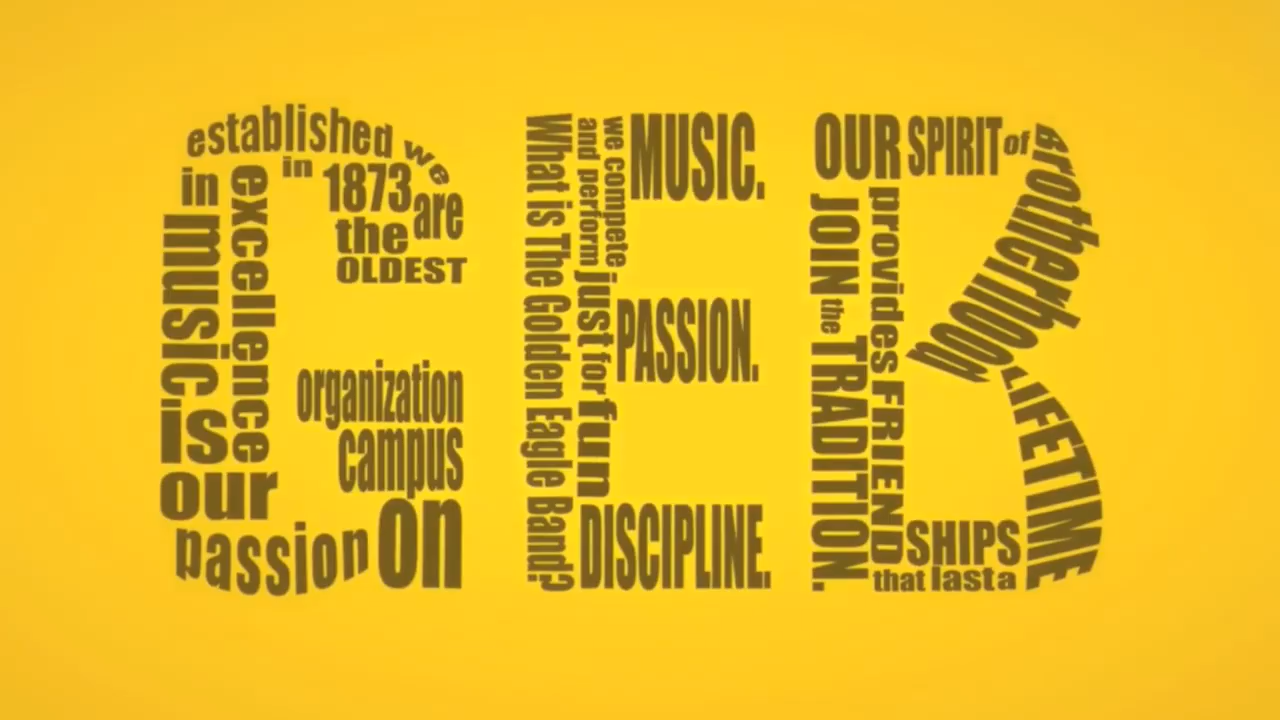 established
in
1873
we
are
the
OLDEST
organization
campus
on
passion
our
is
music
in
excellence
What is The Golden Eagle Band!?
we compete
and perform just for fun
MUSIC.
PASSION.
DISCIPLINE.
OUR SPIRIT of
Brotherhood
provides FRIEND
SHIPS
that last a
LIFETIME
JOIN the TRADITION.